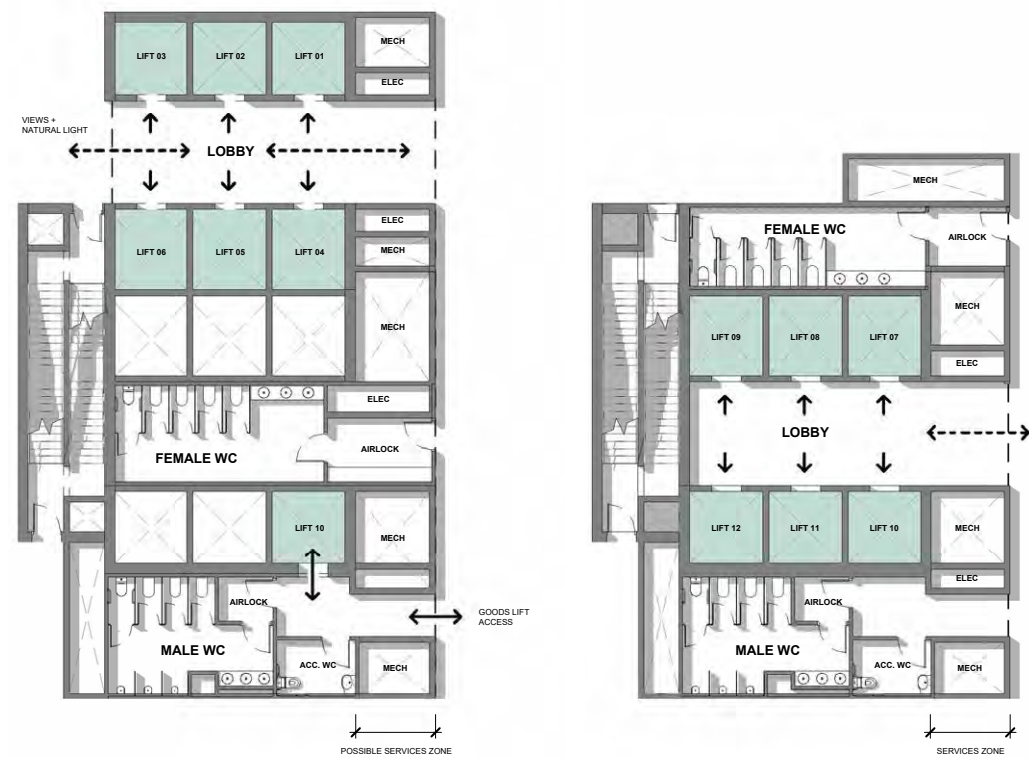 LIFT 03
LIFT 02
LIFT 01
MECH
ELEC
VIEWS +
NATURAL LIGHT
LOBBY
LIFT 06
LIFT 05
LIFT 04
ELEC
MECH
MECH
ELEC
FEMALE WC
AIRLOCK
LIFT 10
MECH
AIRLOCK
GOODS LIFT
ACCESS
MALE WC
ACC. WC
MECH
POSSIBLE SERVICES ZONE
MECH
FEMALE WC
AIRLOCK
LIFT 09
LIFT 08
LIFT 07
MECH
ELEC
LOBBY
LIFT 12
LIFT 11
LIFT 10
MECH
ELEC
AIRLOCK
MALE WC
ACC. WC
MECH
SERVICES ZONE